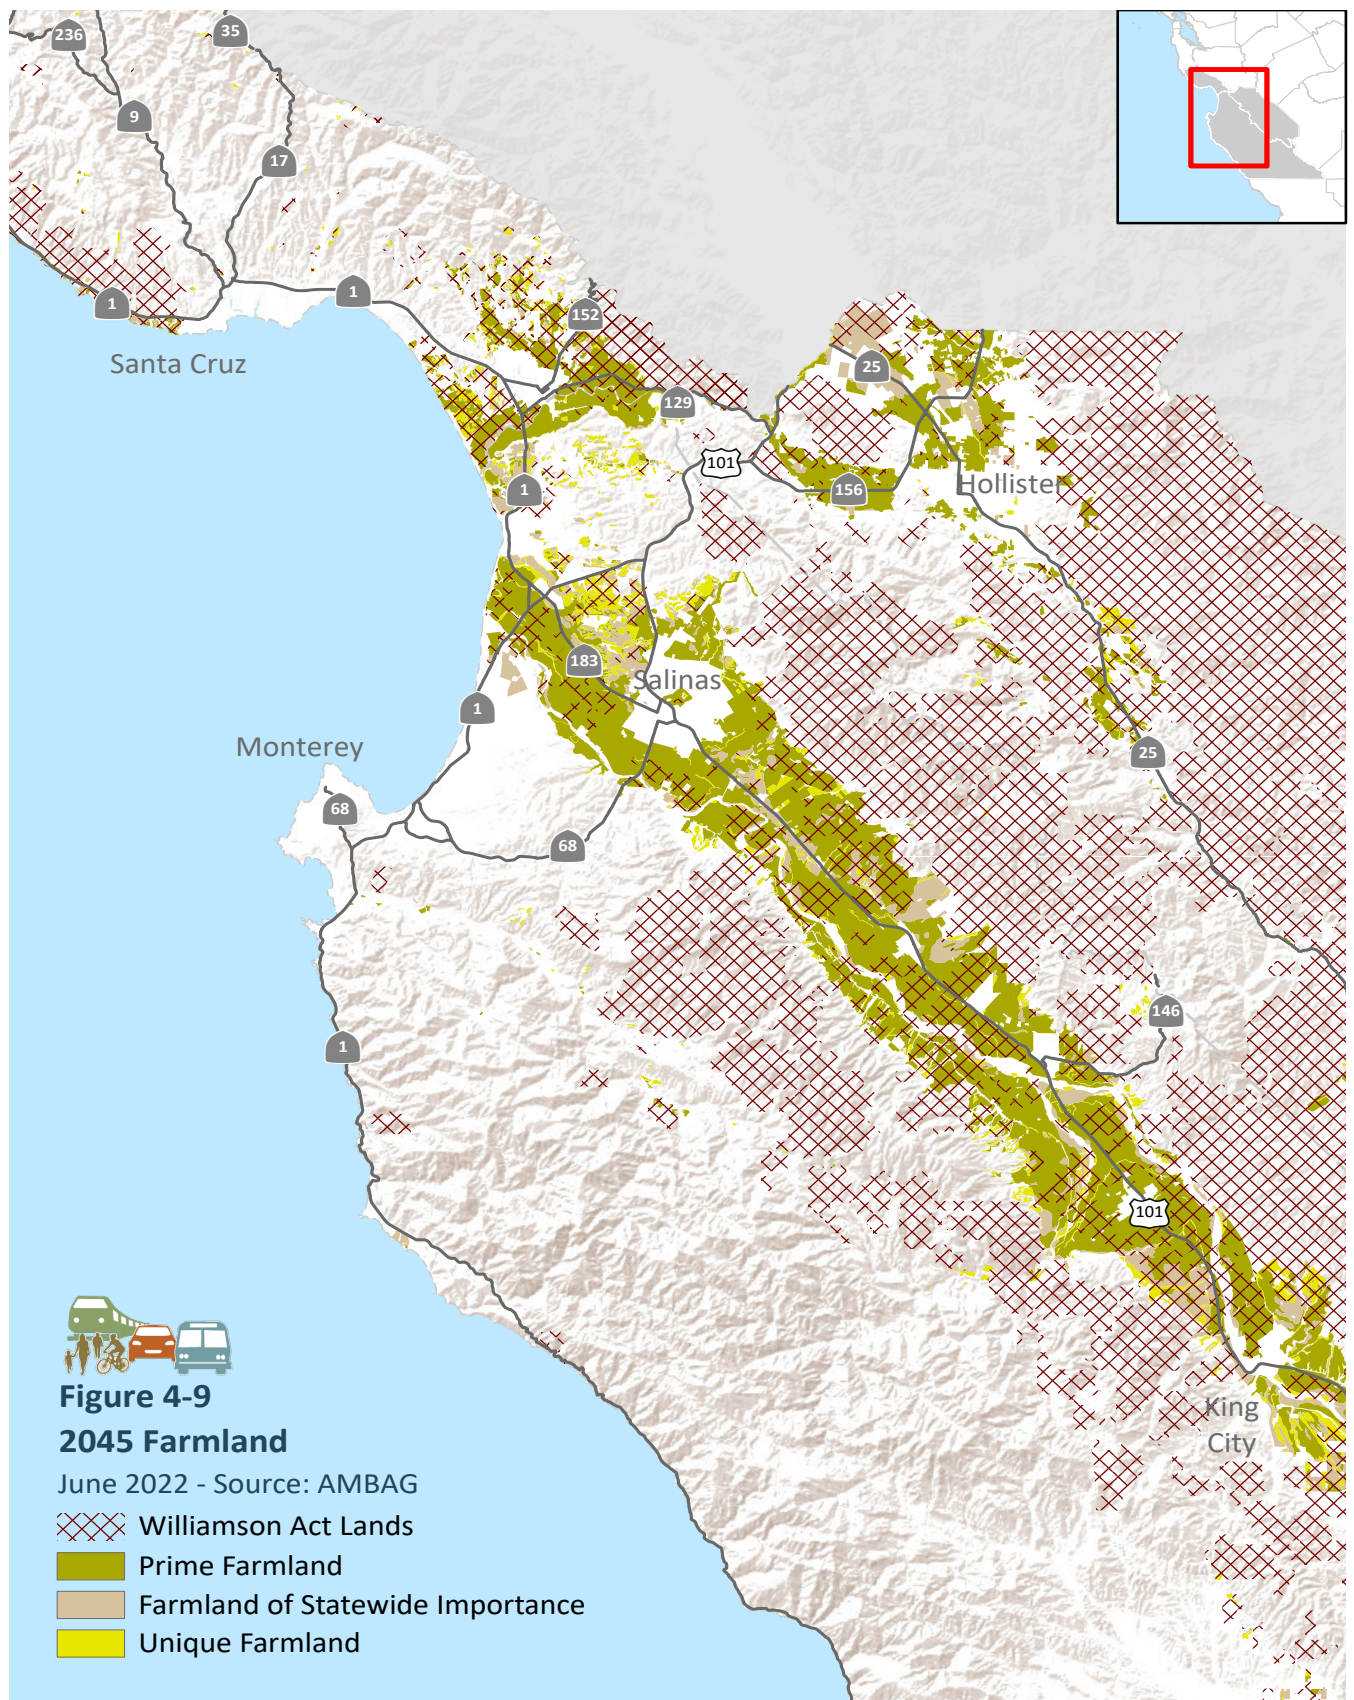 236
35
9
17
1
1
152
Santa Cruz
25
129
101
156
Hollister
1
183
Salinas
1
Monterey
25
68
68
146
1
101
King
City
Figure 4-9
2045 Farmland
June 2022 - Source: AMBAG
Williamson Act Lands
Prime Farmland
Farmland of Statewide Importance
Unique Farmland